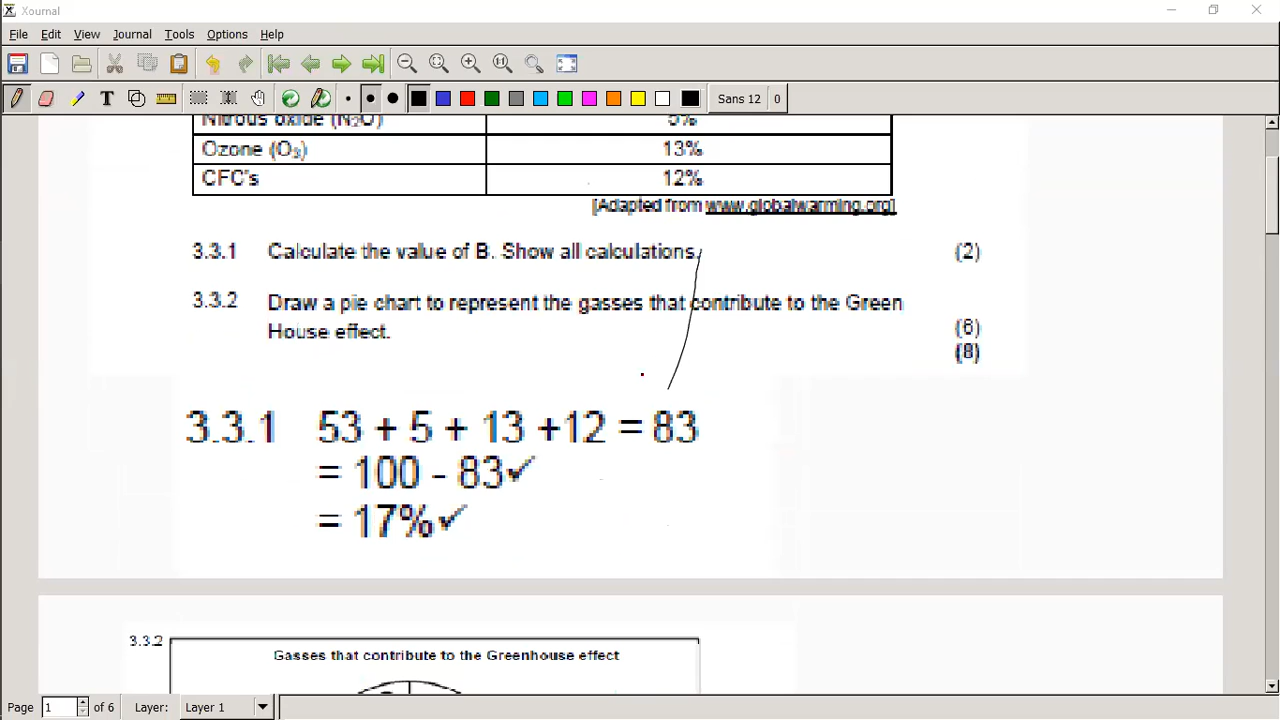 Xournal
File Edit View Journal Tools Options Help
Sans 12 0
Nitrous oxide (N₂O) 5%
Ozone (O₃) 13%
CFC's 12%
[Adapted from www.globalwarming.org]
3.3.1 Calculate the value of B. Show all calculations. (2)
3.3.2 Draw a pie chart to represent the gasses that contribute to the Green
House effect. (6)
(8)
3.3.1 53 + 5 + 13 +12 = 83
= 100 - 83✓
= 17%✓
3.3.2
Gasses that contribute to the Greenhouse effect
Page 1 of 6 Layer: Layer 1